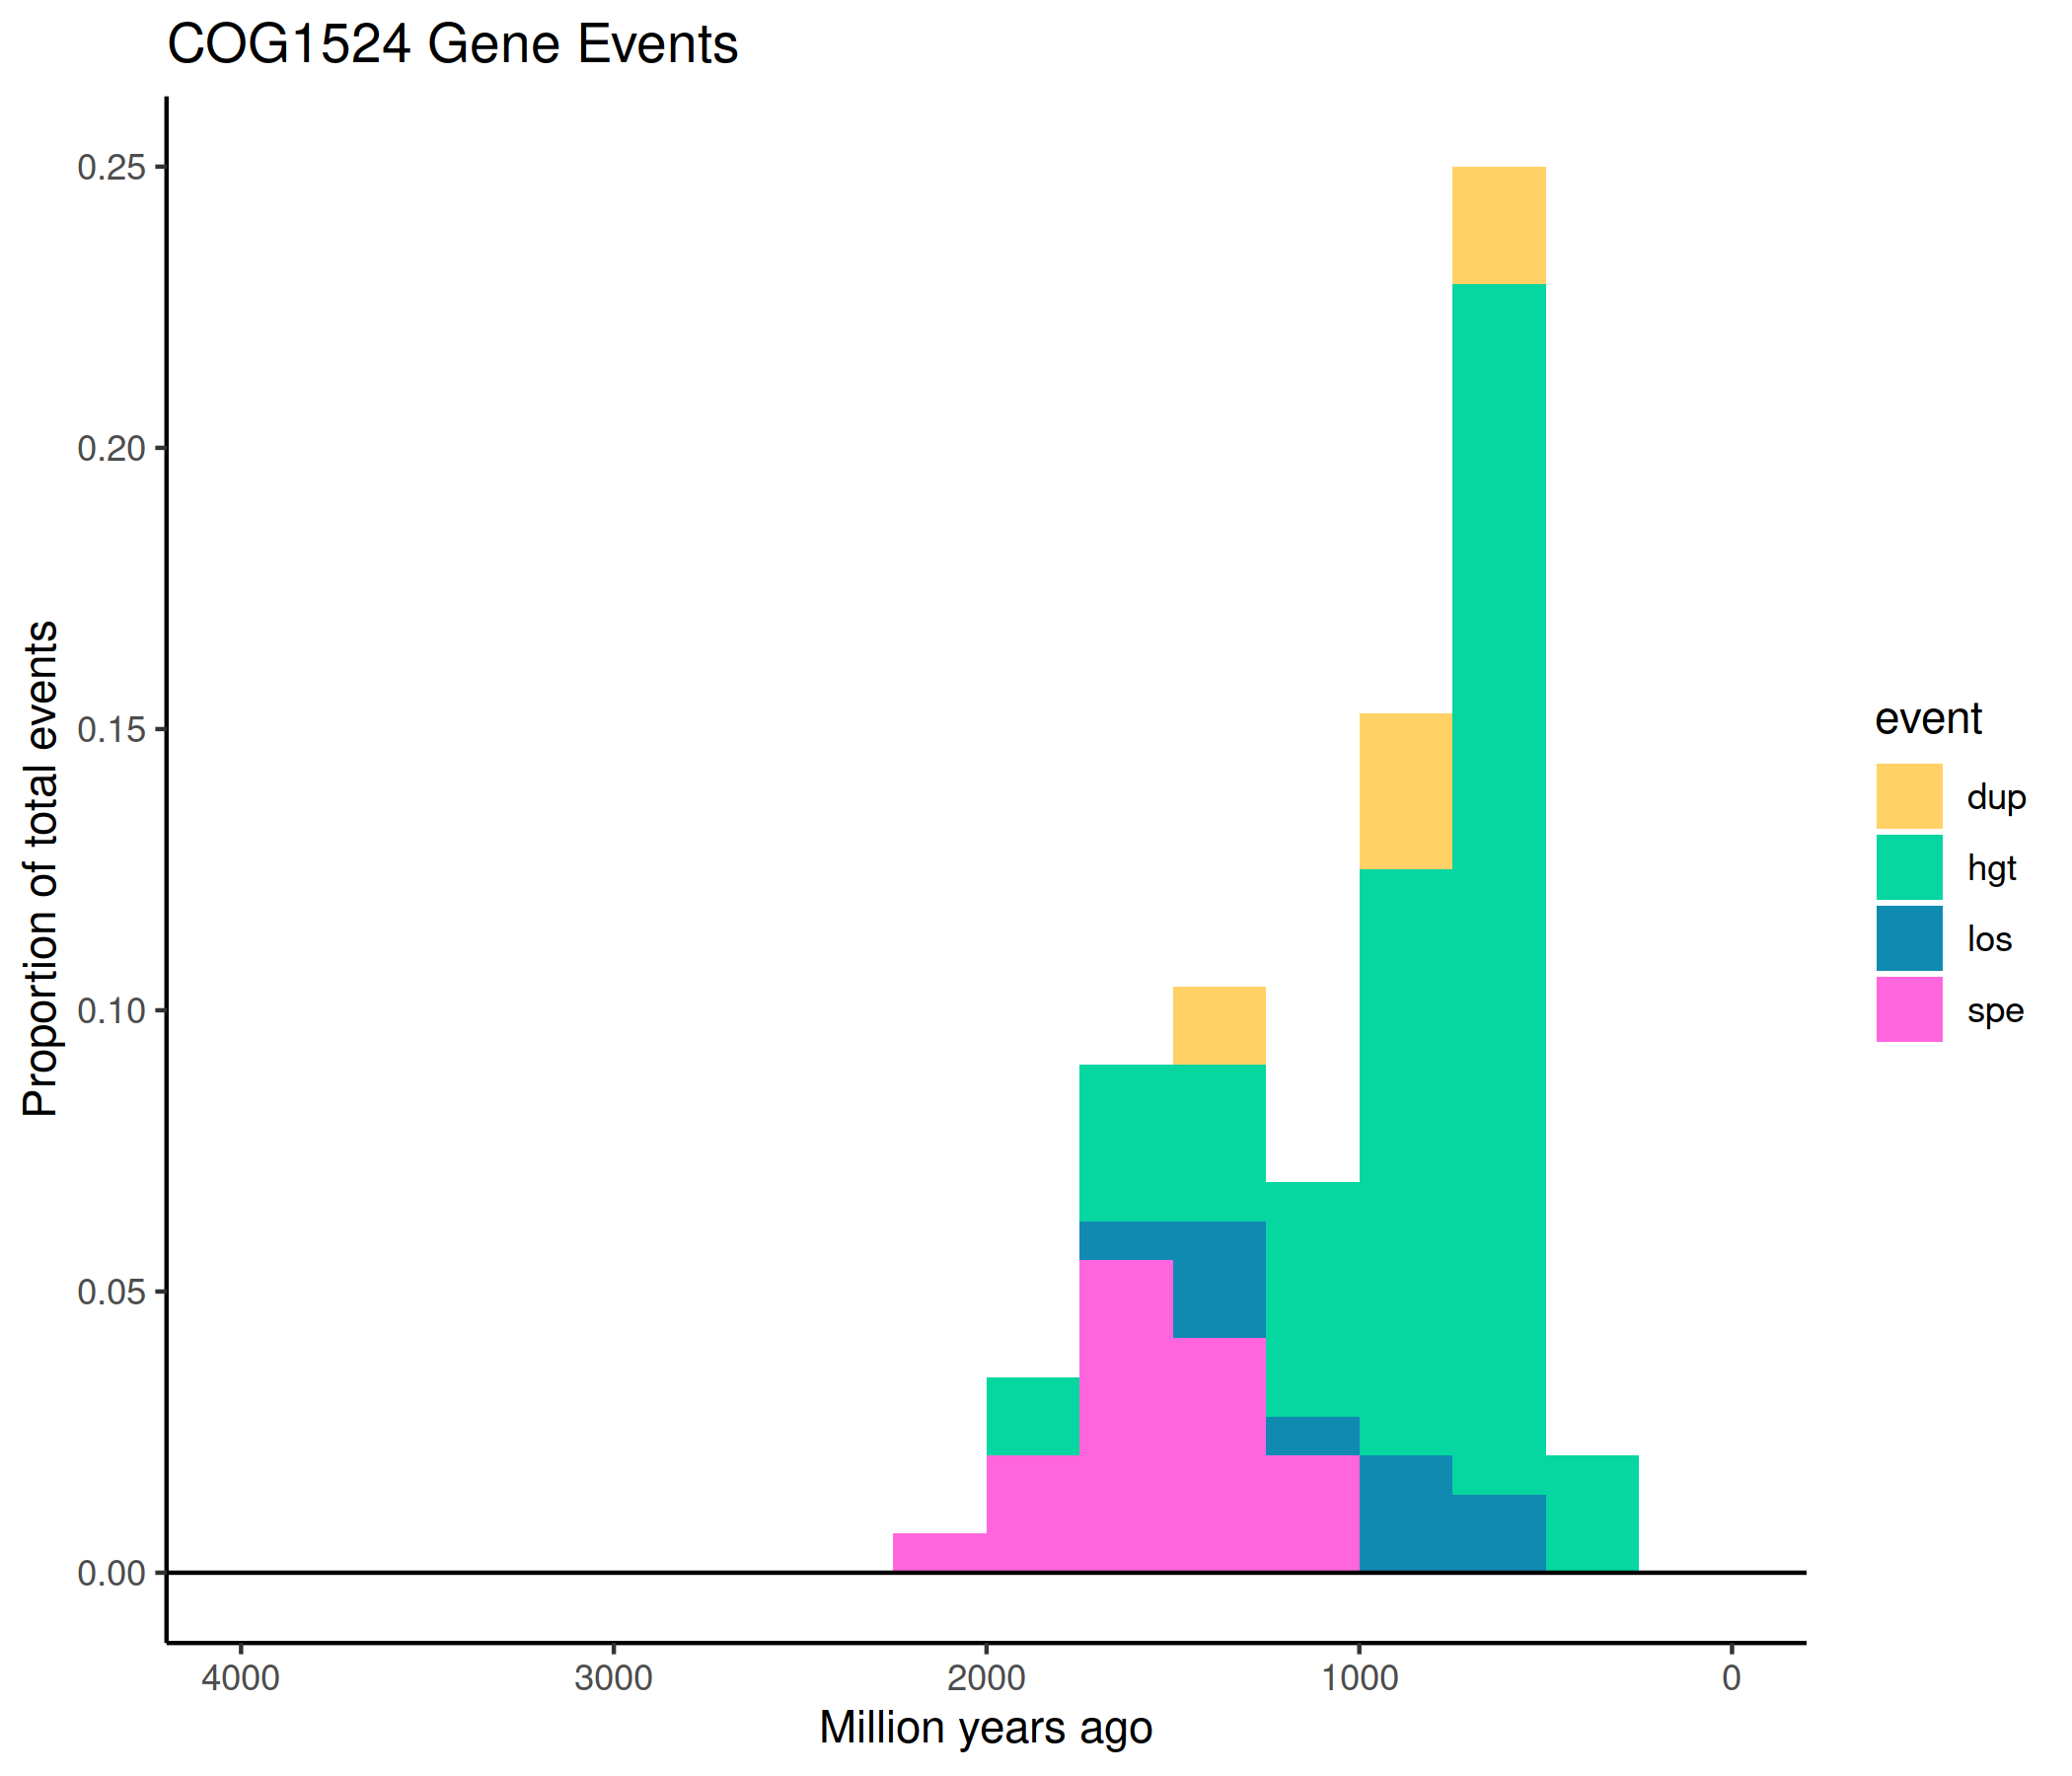 COG1524 Gene Events
Proportion of total events
0.25
0.20
0.15
0.10
0.05
0.00
4000 3000 2000 1000 0
Million years ago
event
dup
hgt
los
spe